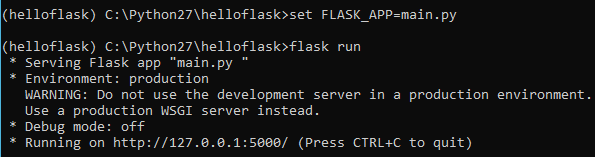 (helloflask) C:\Python27\helloflask>set FLASK_APP=main.py
(helloflask) C:\Python27\helloflask>flask run
* Serving Flask app "main.py "
* Environment: production
WARNING: Do not use the development server in a production environment.
Use a production WSGI server instead.
* Debug mode: off
* Running on http://127.0.0.1:5000/ (Press CTRL+C to quit)